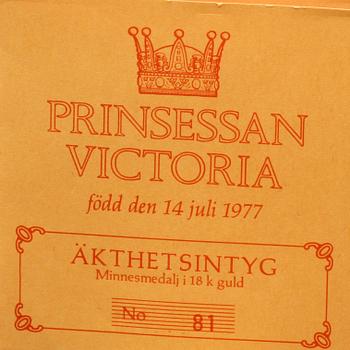 PRINSESSAN
VICTORIA
född den 14 juli 1977
ÄKTHETSINTYG
Minnesmedalj i 18 k guld
No 81